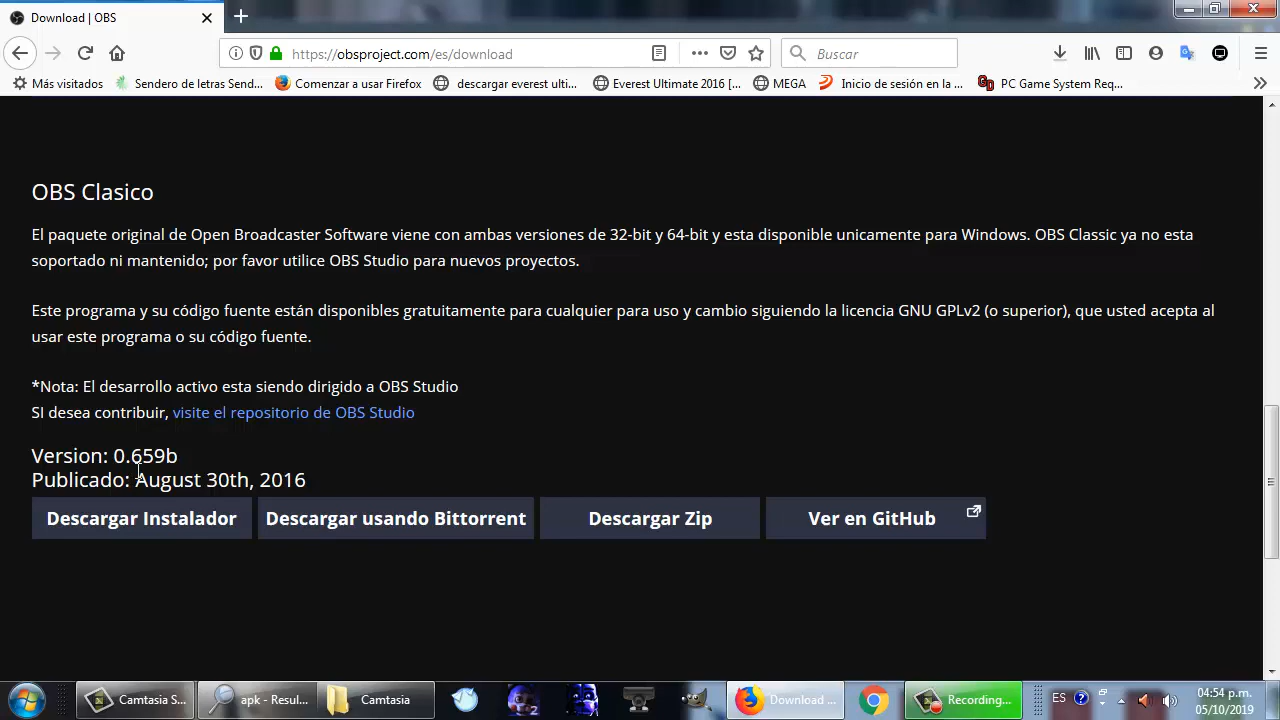 Download | OBS
https://obsproject.com/es/download
Buscar
Más visitados
Sendero de letras Send...
Comenzar a usar Firefox
descargar everest ulti...
Everest Ultimate 2016 [...
MEGA
Inicio de sesión en la ...
PC Game System Req...
OBS Clasico
El paquete original de Open Broadcaster Software viene con ambas versiones de 32-bit y 64-bit y esta disponible unicamente para Windows. OBS Classic ya no esta
soportado ni mantenido; por favor utilice OBS Studio para nuevos proyectos.
Este programa y su código fuente están disponibles gratuitamente para cualquier para uso y cambio siguiendo la licencia GNU GPLv2 (o superior), que usted acepta al
usar este programa o su código fuente.
*Nota: El desarrollo activo esta siendo dirigido a OBS Studio
SI desea contribuir, visite el repositorio de OBS Studio
Version: 0.659b
Publicado: August 30th, 2016
Descargar Instalador
Descargar usando Bittorrent
Descargar Zip
Ver en GitHub
Camtasia S...
apk - Resul...
Camtasia
2
Download ...
Recording...
ES
04:54 p.m.
05/10/2019